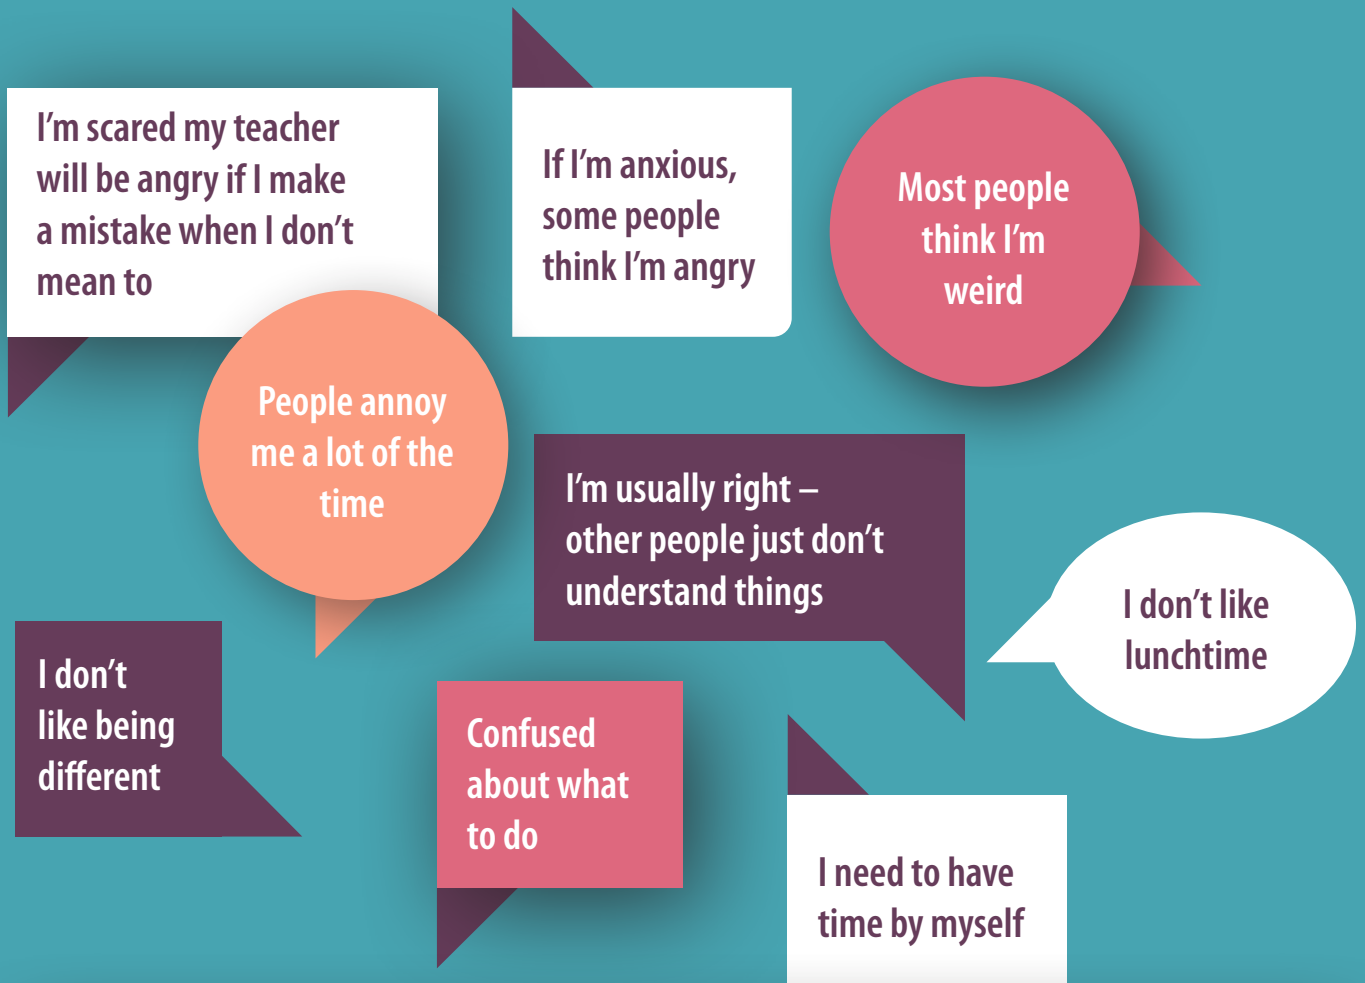 I’m scared my teacher
will be angry if I make
a mistake when I don’t
mean to
If I’m anxious,
some people
think I’m angry
Most people
think I’m
weird
People annoy
me a lot of the
time
I’m usually right –
other people just don’t
understand things
I don’t like
lunchtime
I don’t
like being
different
Confused
about what
to do
I need to have
time by myself